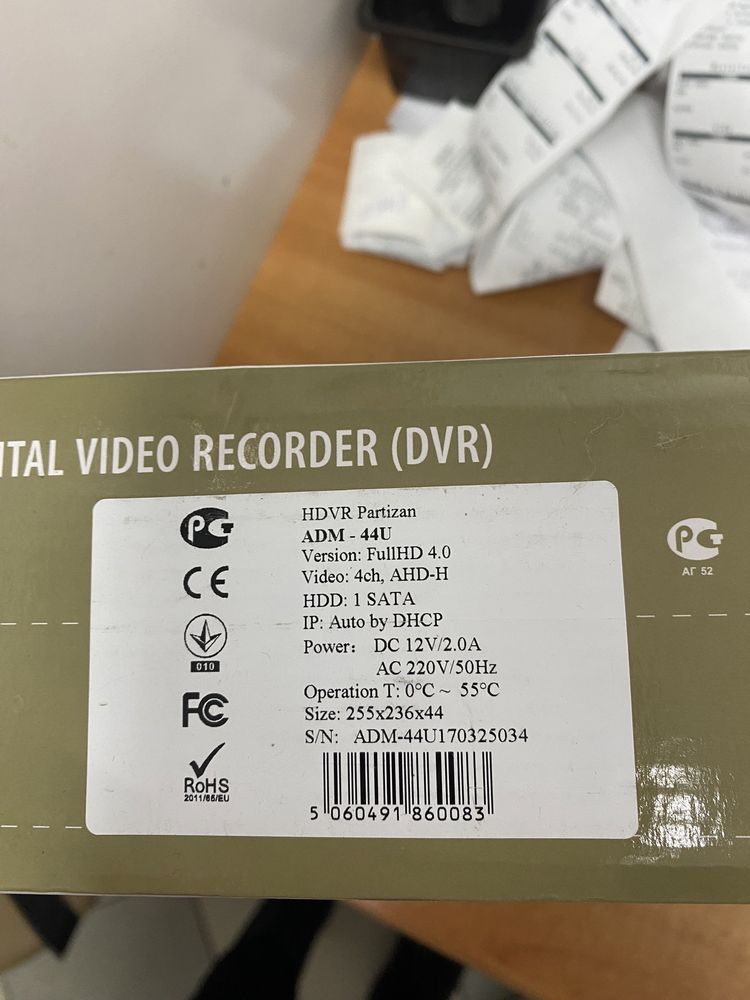 ITAL VIDEO RECORDER (DVR)
HDVR Partizan
ADM - 44U
Version: FullHD 4.0
Video: 4ch, AHD-H
HDD: 1 SATA
IP: Auto by DHCP
Power: DC 12V/2.0A
AC 220V/50Hz
Operation T: 0°C ~ 55°C
Size: 255x236x44
S/N: ADM-44U170325034
5 060491 860083
PG
CE
010
FC
RoHS
2011/65/EU
PG
АГ 52